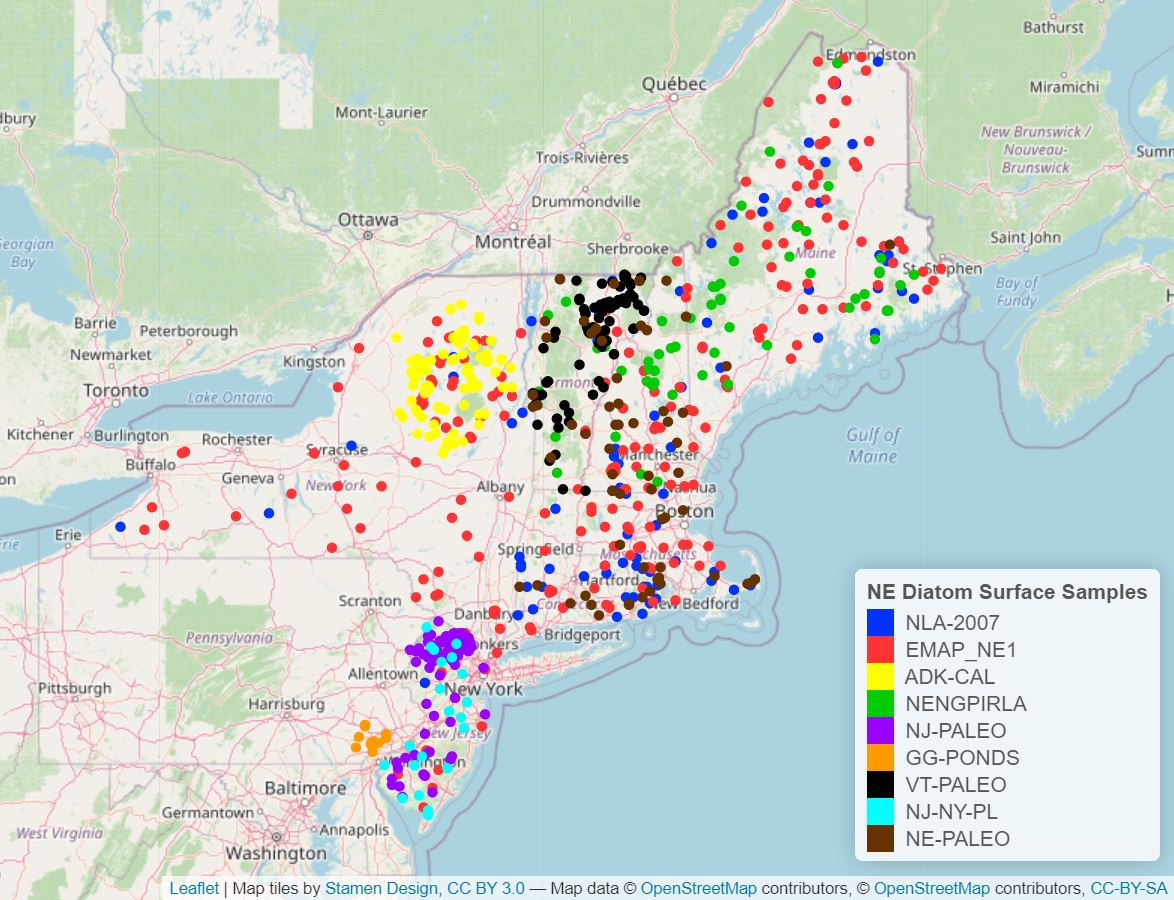 Bathurst
Edmondston
Québec
Miramichi
Mont-Laurier
dbury
New Brunswick /
Nouveau-
Brunswick
Trois-Rivières
Summ
Drummondville
Ottawa
Montréal
Sherbrooke
Saint John
Georgian
Bay
Maine
St. Stephen
Bay of
Fundy
H
Barrie
Peterborough
Newmarket
Kingston
Toronto
Lake Ontario
Vermont
Kitchener
Burlington
Rochester
Gulf of
Maine
Syracuse
Manchester
Buffalo
Geneva
New York
Albany
Nashua
on
Boston
Erie
Erie
Springfield
Massachusetts
Hartford
Scranton
Danbury
New Bedford
Bridgeport
Pennsylvania
Yonkers
Allentown
New York
Pittsburgh
Harrisburg
New Jersey
Wilmington
Baltimore
Germantown
West Virginia
Annapolis
Washington
NE Diatom Surface Samples
NLA-2007
EMAP_NE1
ADK-CAL
NENGPIRLA
NJ-PALEO
GG-PONDS
VT-PALEO
NJ-NY-PL
NE-PALEO
Leaflet | Map tiles by Stamen Design, CC BY 3.0 — Map data © OpenStreetMap contributors, © OpenStreetMap contributors, CC-BY-SA